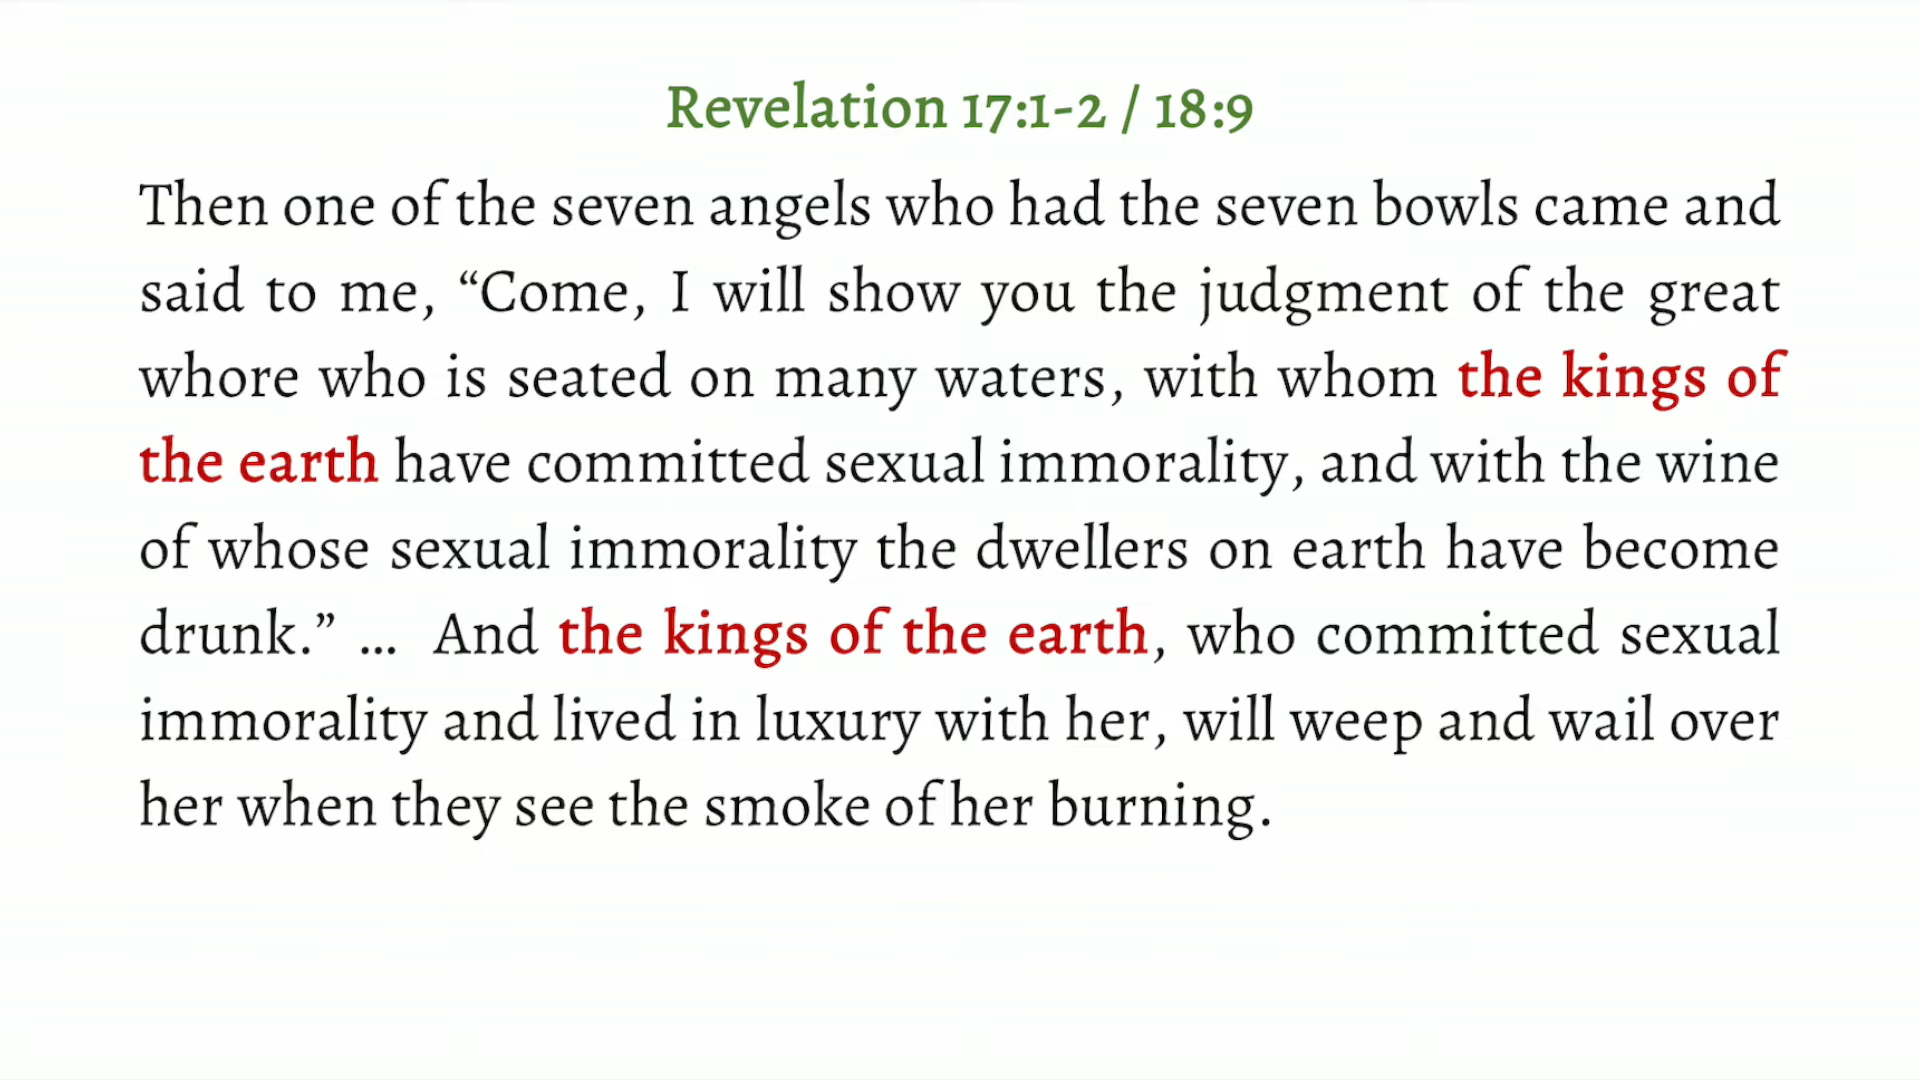 Revelation 17:1-2 / 18:9
Then one of the seven angels who had the seven bowls came and
said to me, “Come, I will show you the judgment of the great
whore who is seated on many waters, with whom the kings of
the earth have committed sexual immorality, and with the wine
of whose sexual immorality the dwellers on earth have become
drunk.” ... And the kings of the earth, who committed sexual
immorality and lived in luxury with her, will weep and wail over
her when they see the smoke of her burning.